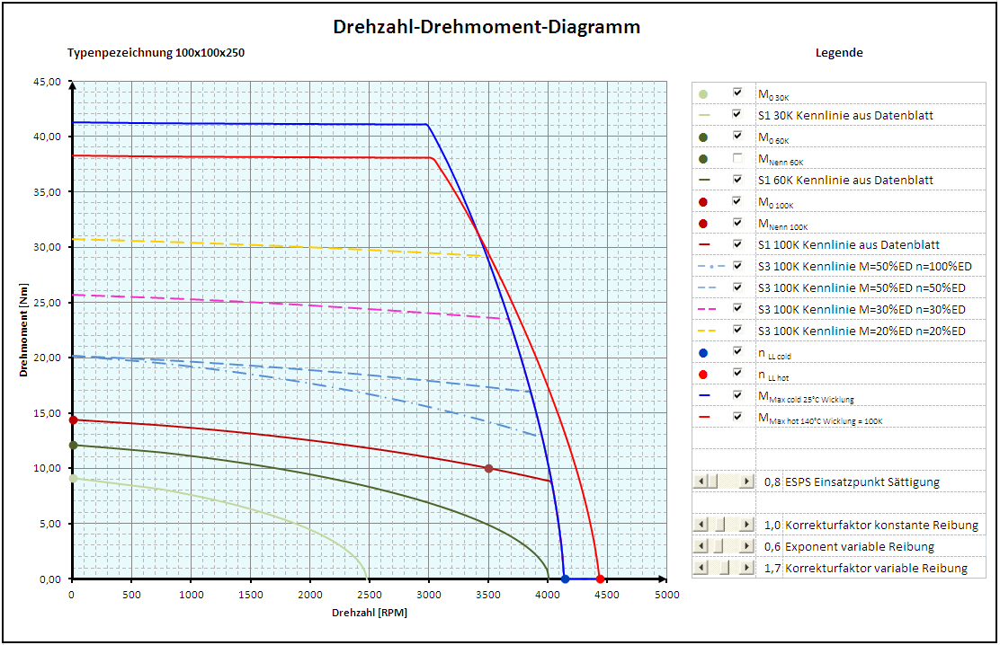 Drehzahl-Drehmoment-Diagramm
Typenpezeichnung 100x100x250
Legende
45,00
40,00
35,00
30,00
25,00
20,00
15,00
10,00
5,00
0,00
Drehmoment [Nm]
0 500 1000 1500 2000 2500 3000 3500 4000 4500 5000
Drehzahl [RPM]
M0 30K
S1 30K Kennlinie aus Datenblatt
M0 60K
MNenn 60K
S1 60K Kennlinie aus Datenblatt
M0 100K
MNenn 100K
S1 100K Kennlinie aus Datenblatt
S3 100K Kennlinie M=50%ED n=100%ED
S3 100K Kennlinie M=50%ED n=50%ED
S3 100K Kennlinie M=30%ED n=30%ED
S3 100K Kennlinie M=20%ED n=20%ED
n LL cold
n LL hot
MMax cold 25°C Wicklung
MMax hot 140°C Wicklung = 100K
0,8 ESPS Einsatzpunkt Sättigung
1,0 Korrekturfaktor konstante Reibung
0,6 Exponent variable Reibung
1,7 Korrekturfaktor variable Reibung